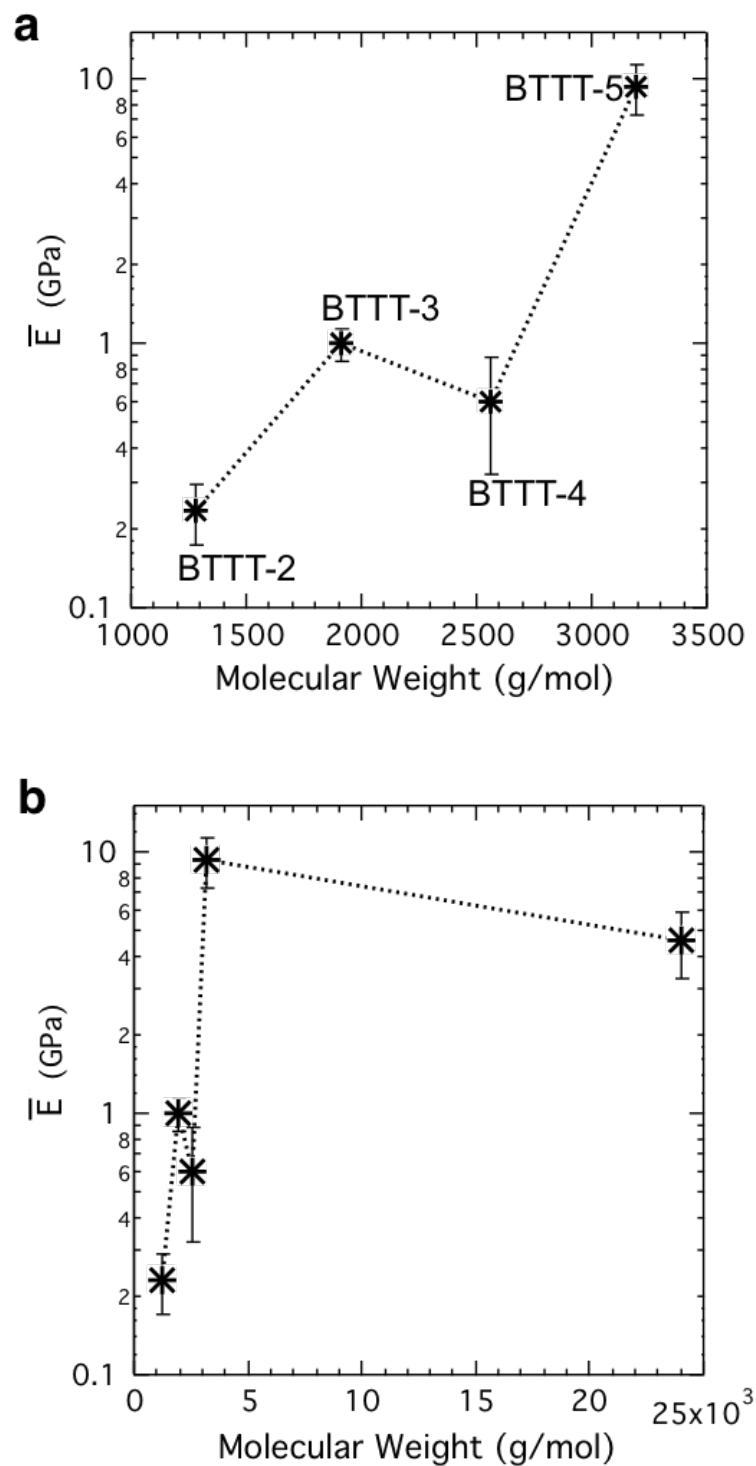 a
10
8
6
4
2
1
8
6
4
2
0.1
E̅ (GPa)
BTTT-5
BTTT-3
BTTT-4
BTTT-2
1000 1500 2000 2500 3000 3500
Molecular Weight (g/mol)
b
10
8
6
4
2
1
8
6
4
2
0.1
E̅ (GPa)
0 5 10 15 20 25x10³
Molecular Weight (g/mol)